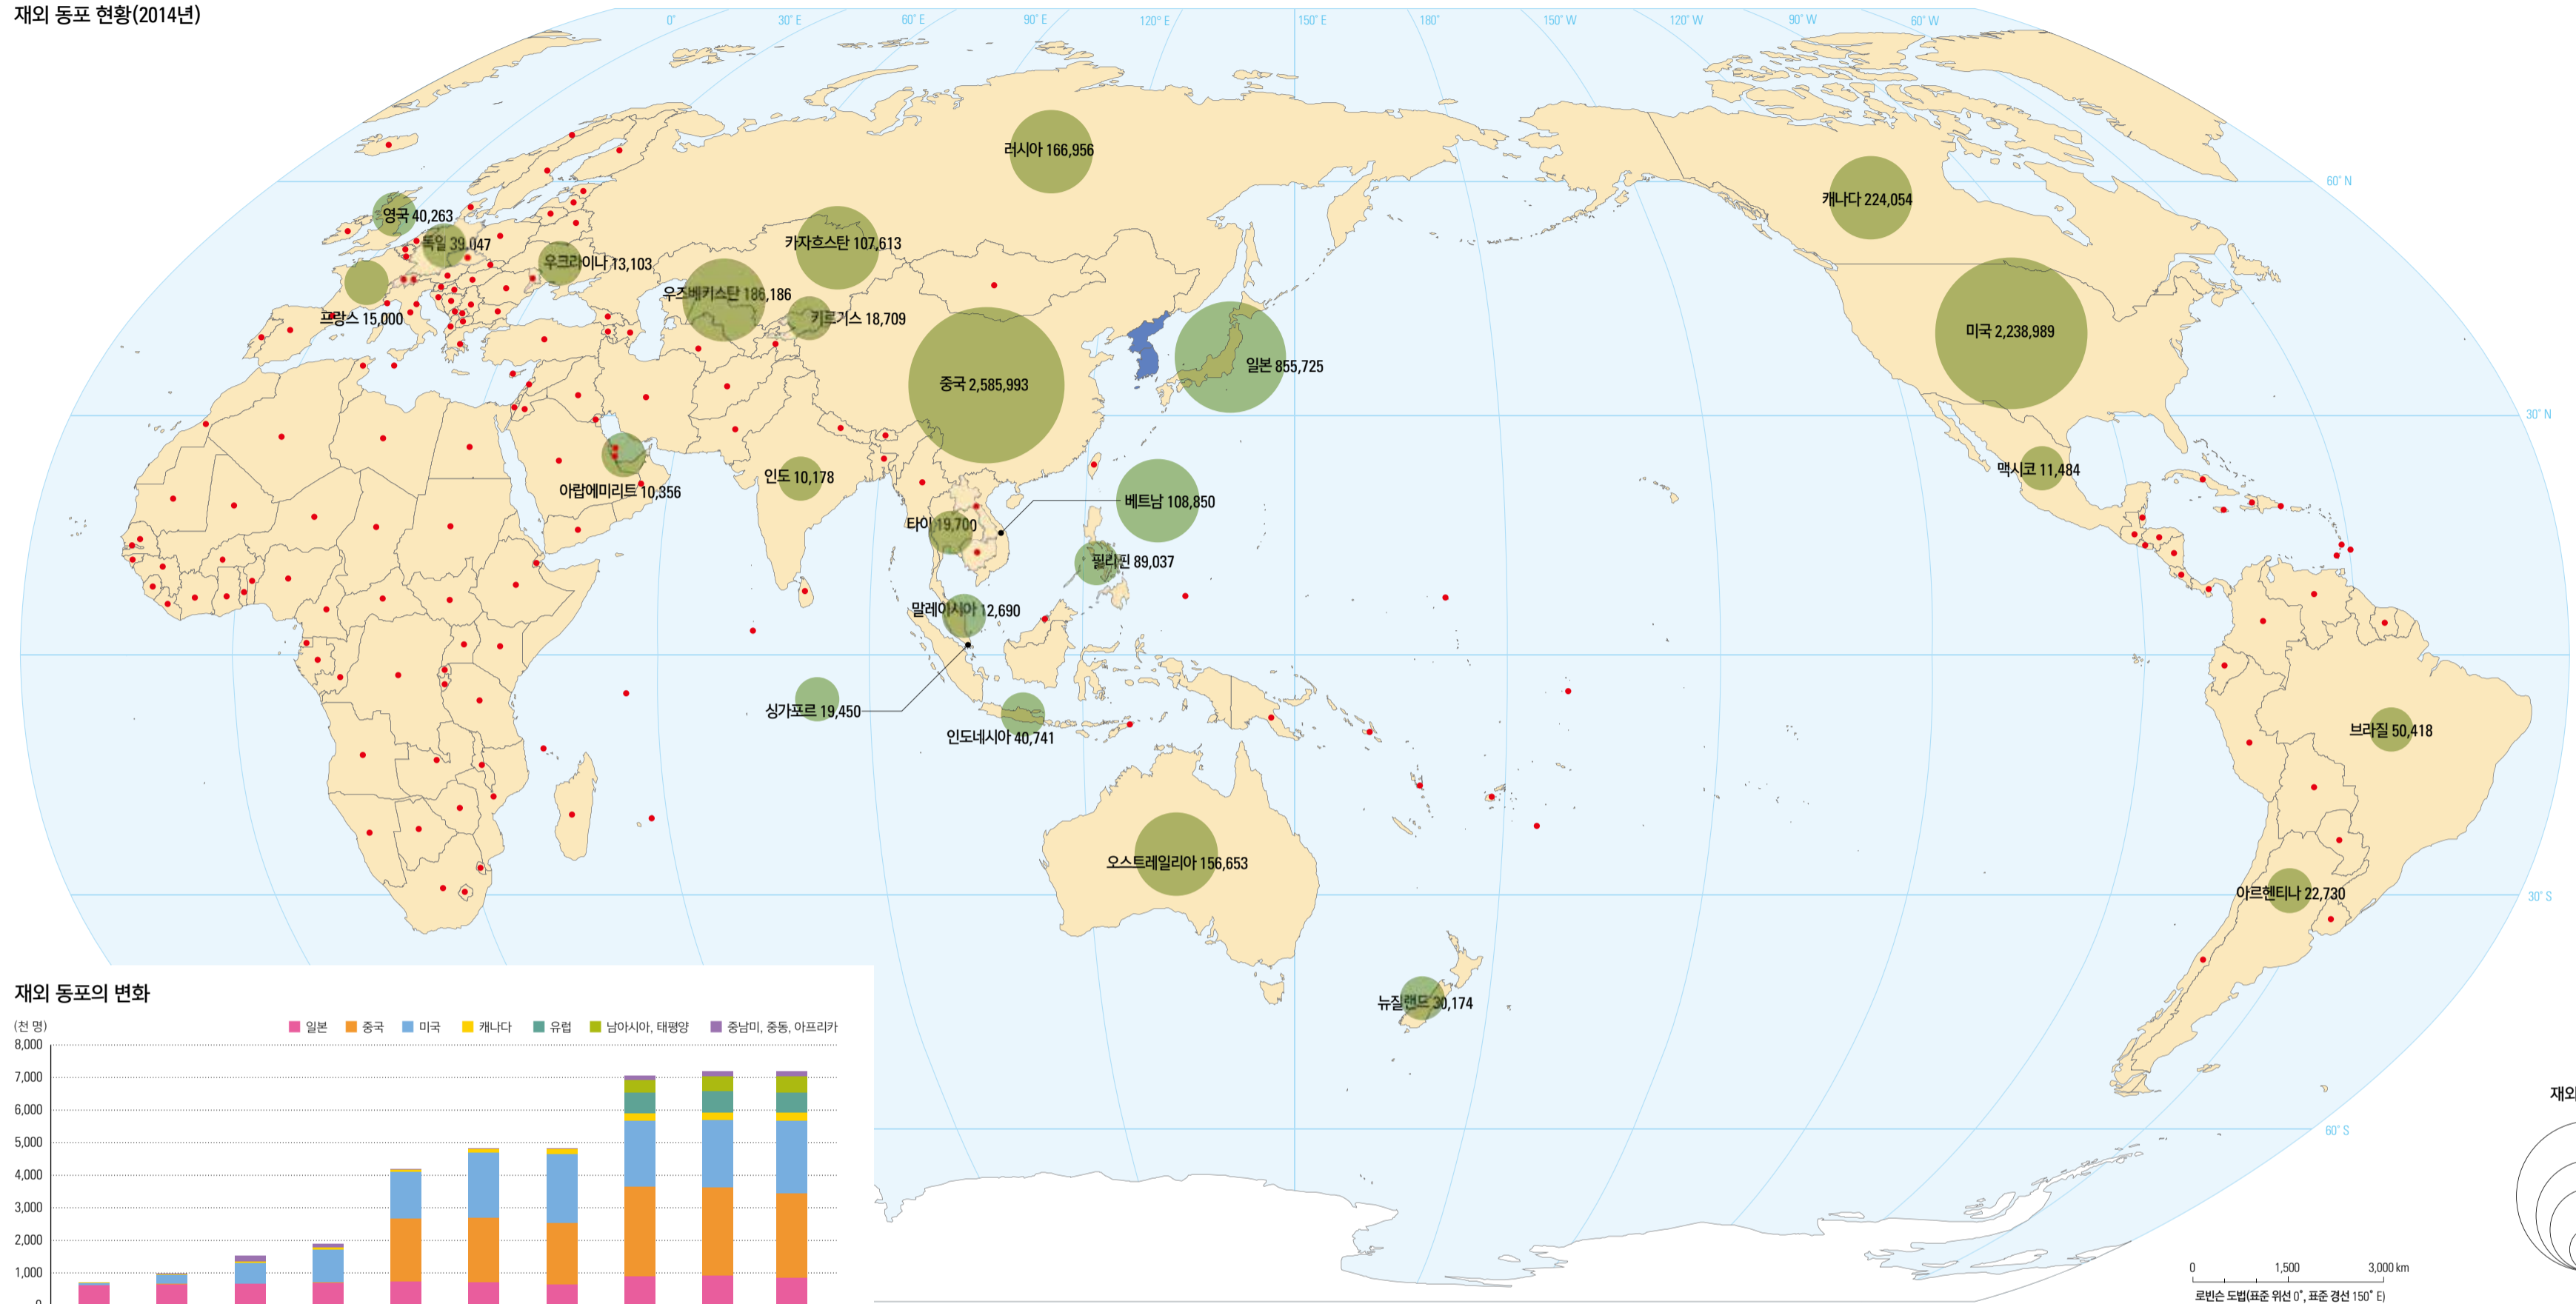 재외 동포 현황(2014년)
0°
30° E
60° E
90° E
120° E
150° E
180°
150° W
120° W
90° W
60° W
60° N
30° N
30° S
60° S
러시아 166,956
캐나다 224,054
영국 40,263
독일 39,047
카자흐스탄 107,613
우크라이나 13,103
우즈베키스탄 186,186
프랑스 15,000
키르기스 18,709
미국 2,238,989
일본 855,725
중국 2,585,993
맥시코 11,484
인도 10,178
아랍에미리트 10,356
베트남 108,850
타이 19,700
필리핀 89,037
말레이시아 12,690
싱가포르 19,450
인도네시아 40,741
브라질 50,418
오스트레일리아 156,653
아르헨티나 22,730
뉴질랜드 30,174
재외 동포의 변화
(천 명)
일본 중국 미국 캐나다 유럽 남아시아, 태평양 중남미, 중동, 아프리카
8,000
7,000
6,000
5,000
4,000
3,000
2,000
1,000
0
재외
0 1,500 3,000 km
로빈슨 도법(표준 위선 0°, 표준 경선 150° E)